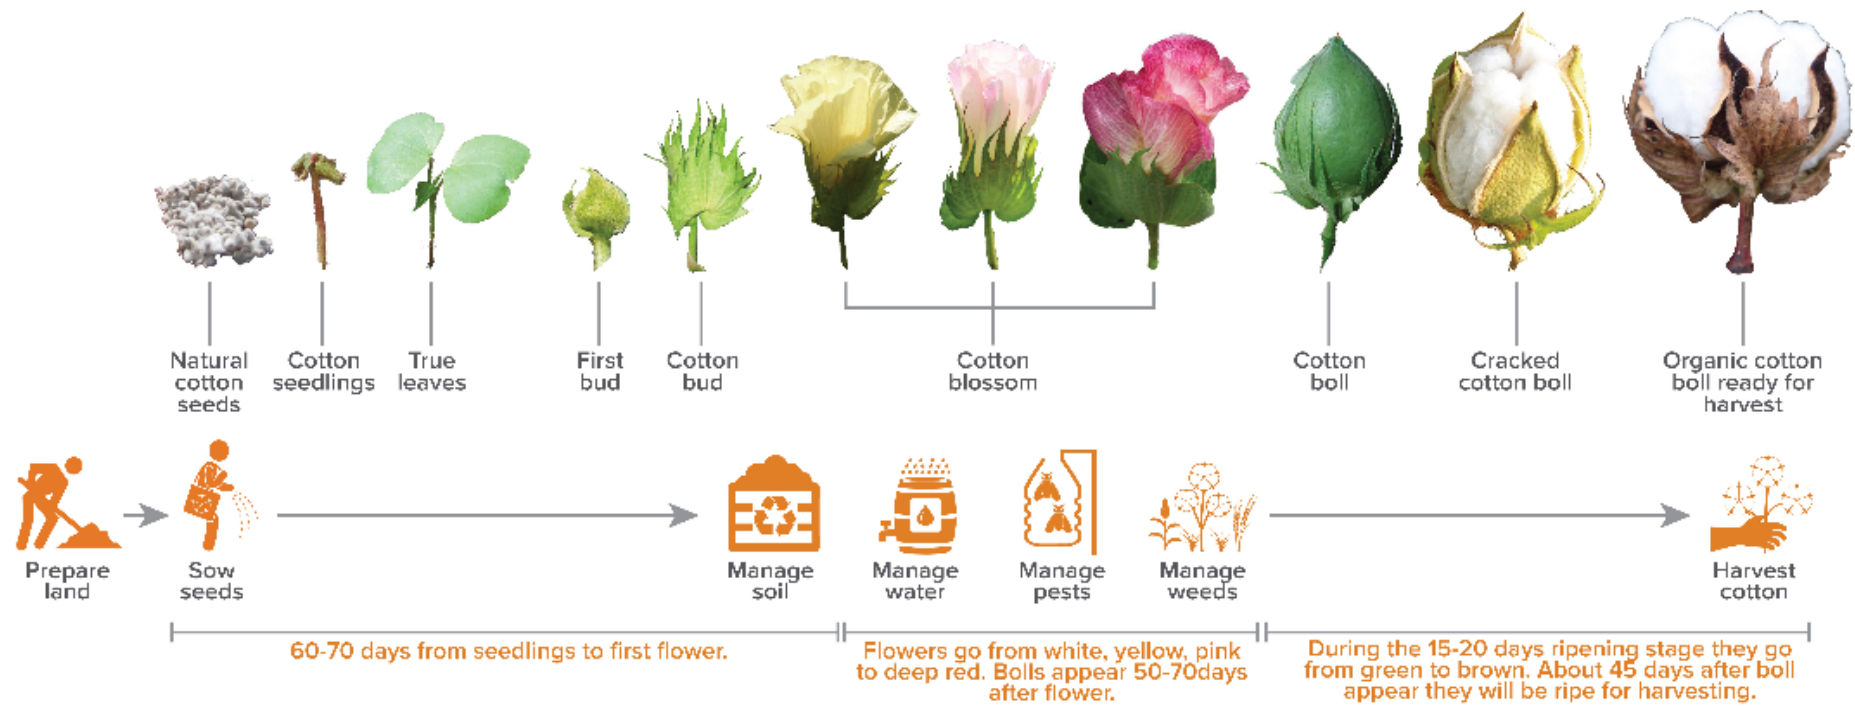 Natural
cotton
seeds
Cotton
seedlings
True
leaves
First
bud
Cotton
bud
Cotton
blossom
Cotton
boll
Cracked
cotton boll
Organic cotton
boll ready for
harvest
Prepare
land
Sow
seeds
Manage
soil
Manage
water
Manage
pests
Manage
weeds
Harvest
cotton
60-70 days from seedlings to first flower.
Flowers go from white, yellow, pink
to deep red. Bolls appear 50-70days
after flower.
During the 15-20 days ripening stage they go
from green to brown. About 45 days after boll
appear they will be ripe for harvesting.